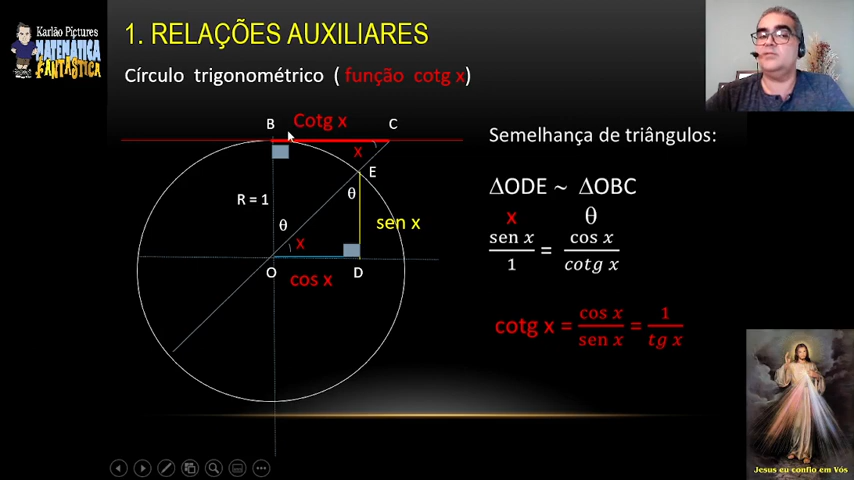 Karlão Pictures
MATEMÁTICA
FANTÁSTICA
1. RELAÇÕES AUXILIARES
Círculo trigonométrico ( função cotg x)
B
Cotg x
C
x
E
R = 1
θ
θ
sen x
x
O
cos x
D
Semelhança de triângulos:
ΔODE ~ ΔOBC
x θ
sen x / 1 = cos x / cotg x
cotg x = cos x / sen x = 1 / tg x
Jesus eu confio em Vós